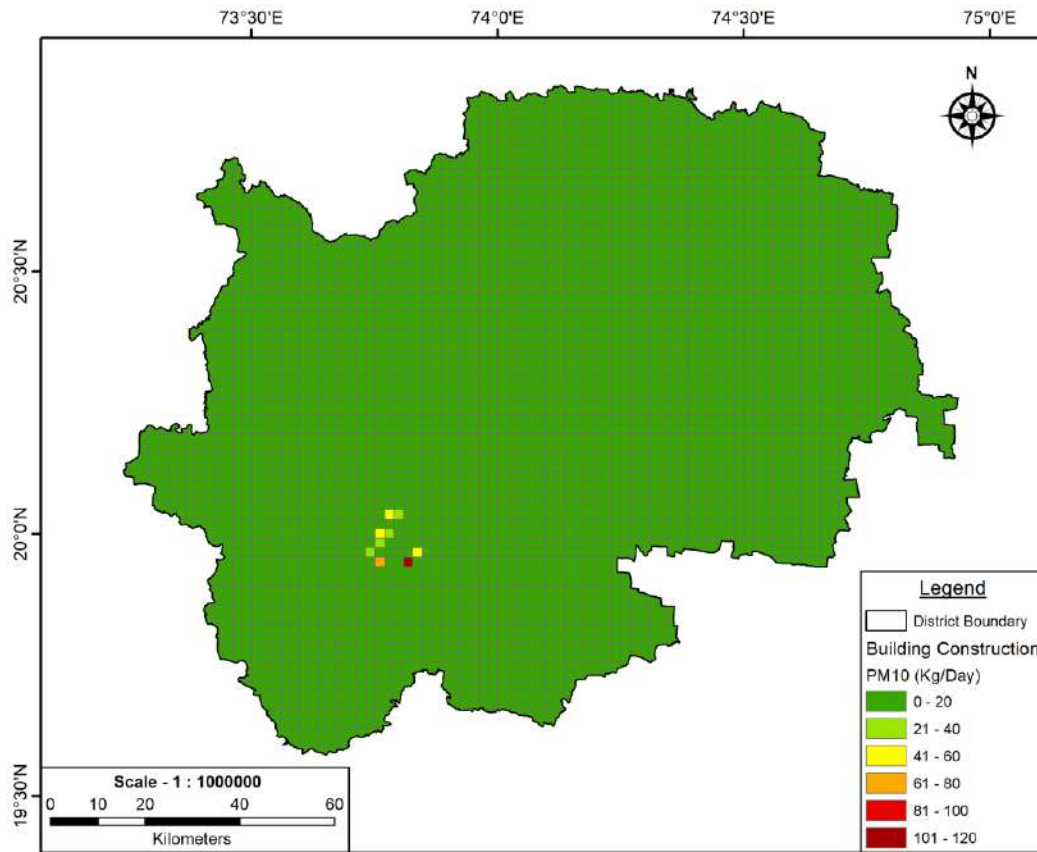 73°30'E 74°0'E 74°30'E 75°0'E
N
20°30'N
20°0'N
19°30'N
Legend
District Boundary
Building Construction
PM10 (Kg/Day)
0 - 20
21 - 40
41 - 60
61 - 80
81 - 100
101 - 120
Scale - 1 : 1000000
0 10 20 40 60
Kilometers